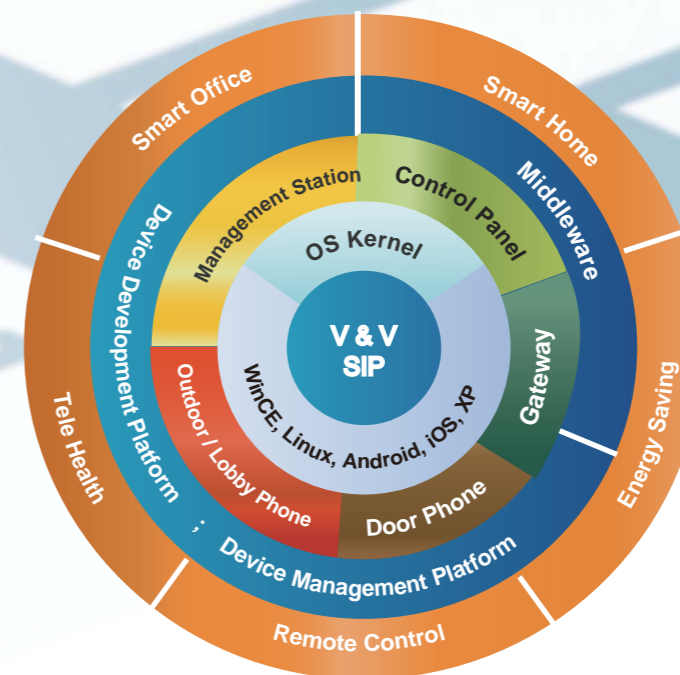 Smart Office
Smart Home
Energy Saving
Remote Control
Tele Health
Device Development Platform ; Device Management Platform
Middleware
Management Station
Control Panel
Gateway
Door Phone
Outdoor / Lobby Phone
OS Kernel
WinCE, Linux, Android, iOS, XP
V & V
SIP